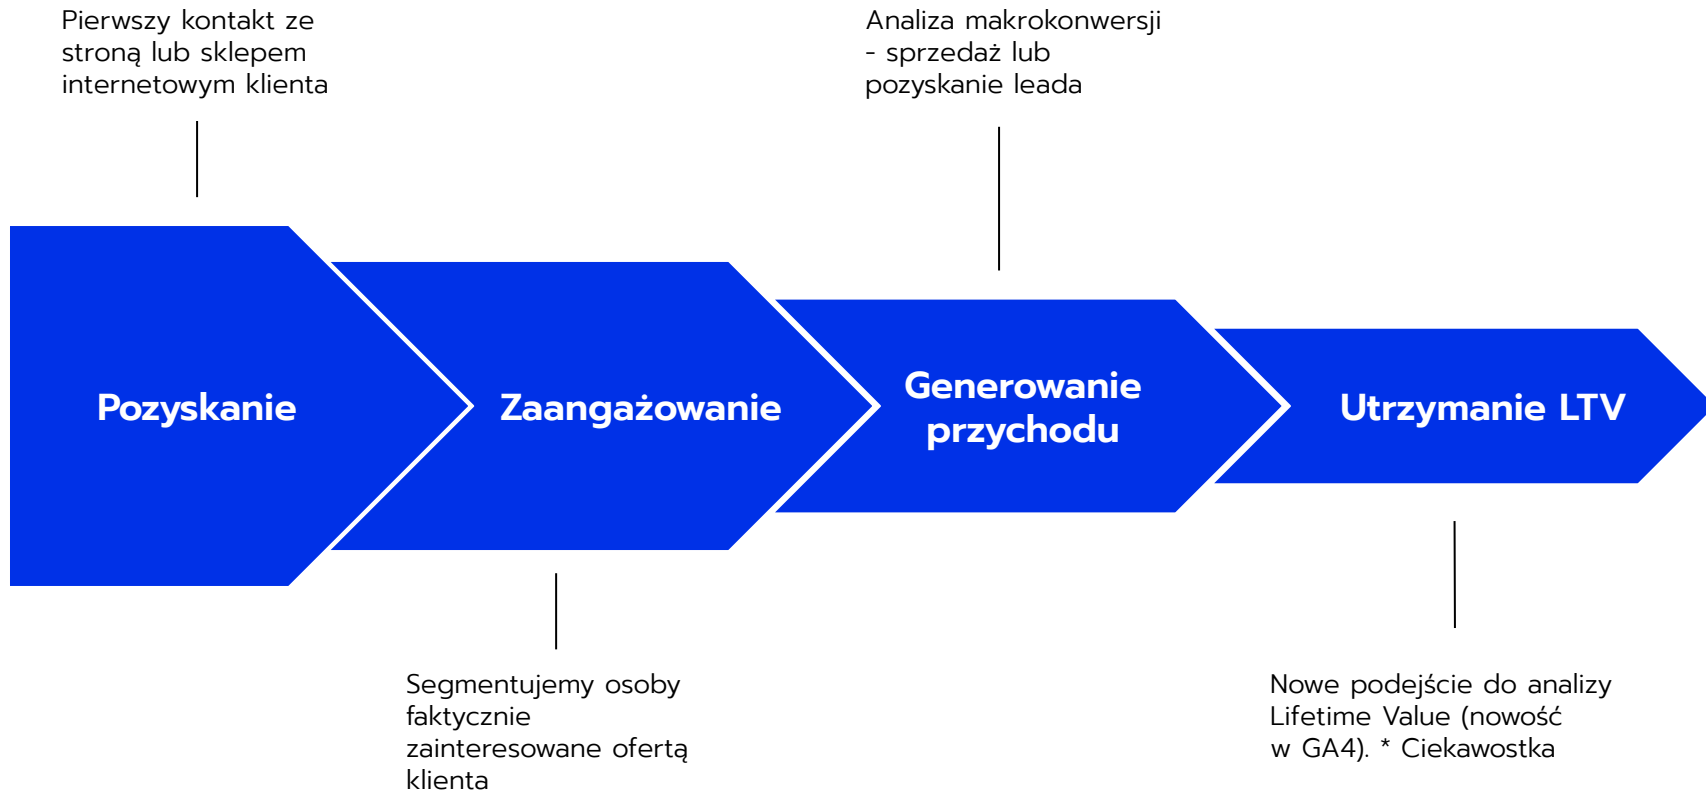 Pierwszy kontakt ze
stroną lub sklepem
internetowym klienta
Analiza makrokonwersji
- sprzedaż lub
pozyskanie leada
Pozyskanie
Zaangażowanie
Generowanie
przychodu
Utrzymanie LTV
Segmentujemy osoby
faktycznie
zainteresowane ofertą
klienta
Nowe podejście do analizy
Lifetime Value (nowość
w GA4). * Ciekawostka